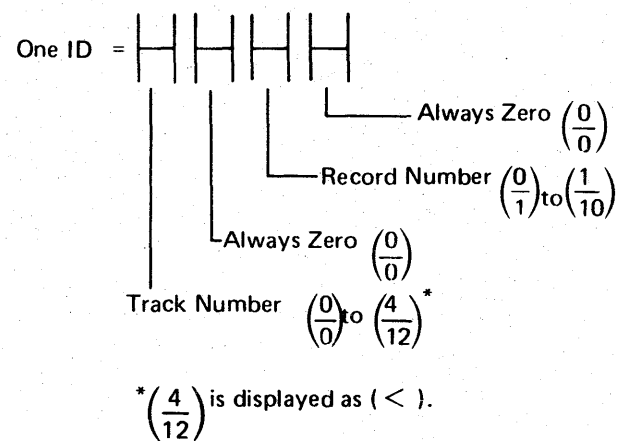 One ID =
Always Zero (0/0)
Record Number (0/1) to (1/10)
Always Zero (0/0)
Track Number (0/0) to (4/12)*
*(4/12) is displayed as ( < ).